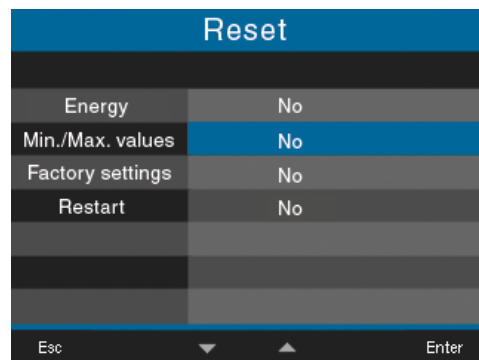 Reset
Energy No
Min./Max. values No
Factory settings No
Restart No
Esc Enter